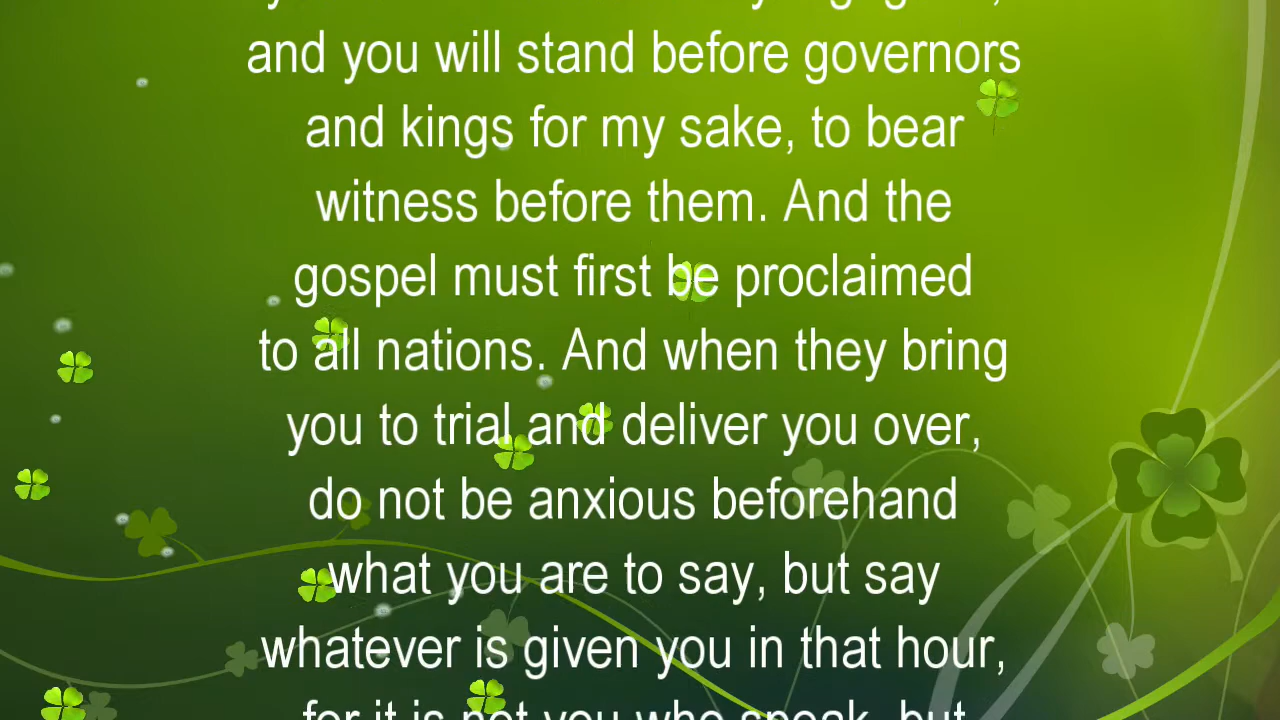 and you will stand before governors
and kings for my sake, to bear
witness before them. And the
gospel must first be proclaimed
to all nations. And when they bring
you to trial and deliver you over,
do not be anxious beforehand
what you are to say, but say
whatever is given you in that hour,
for it is not you who speak, but